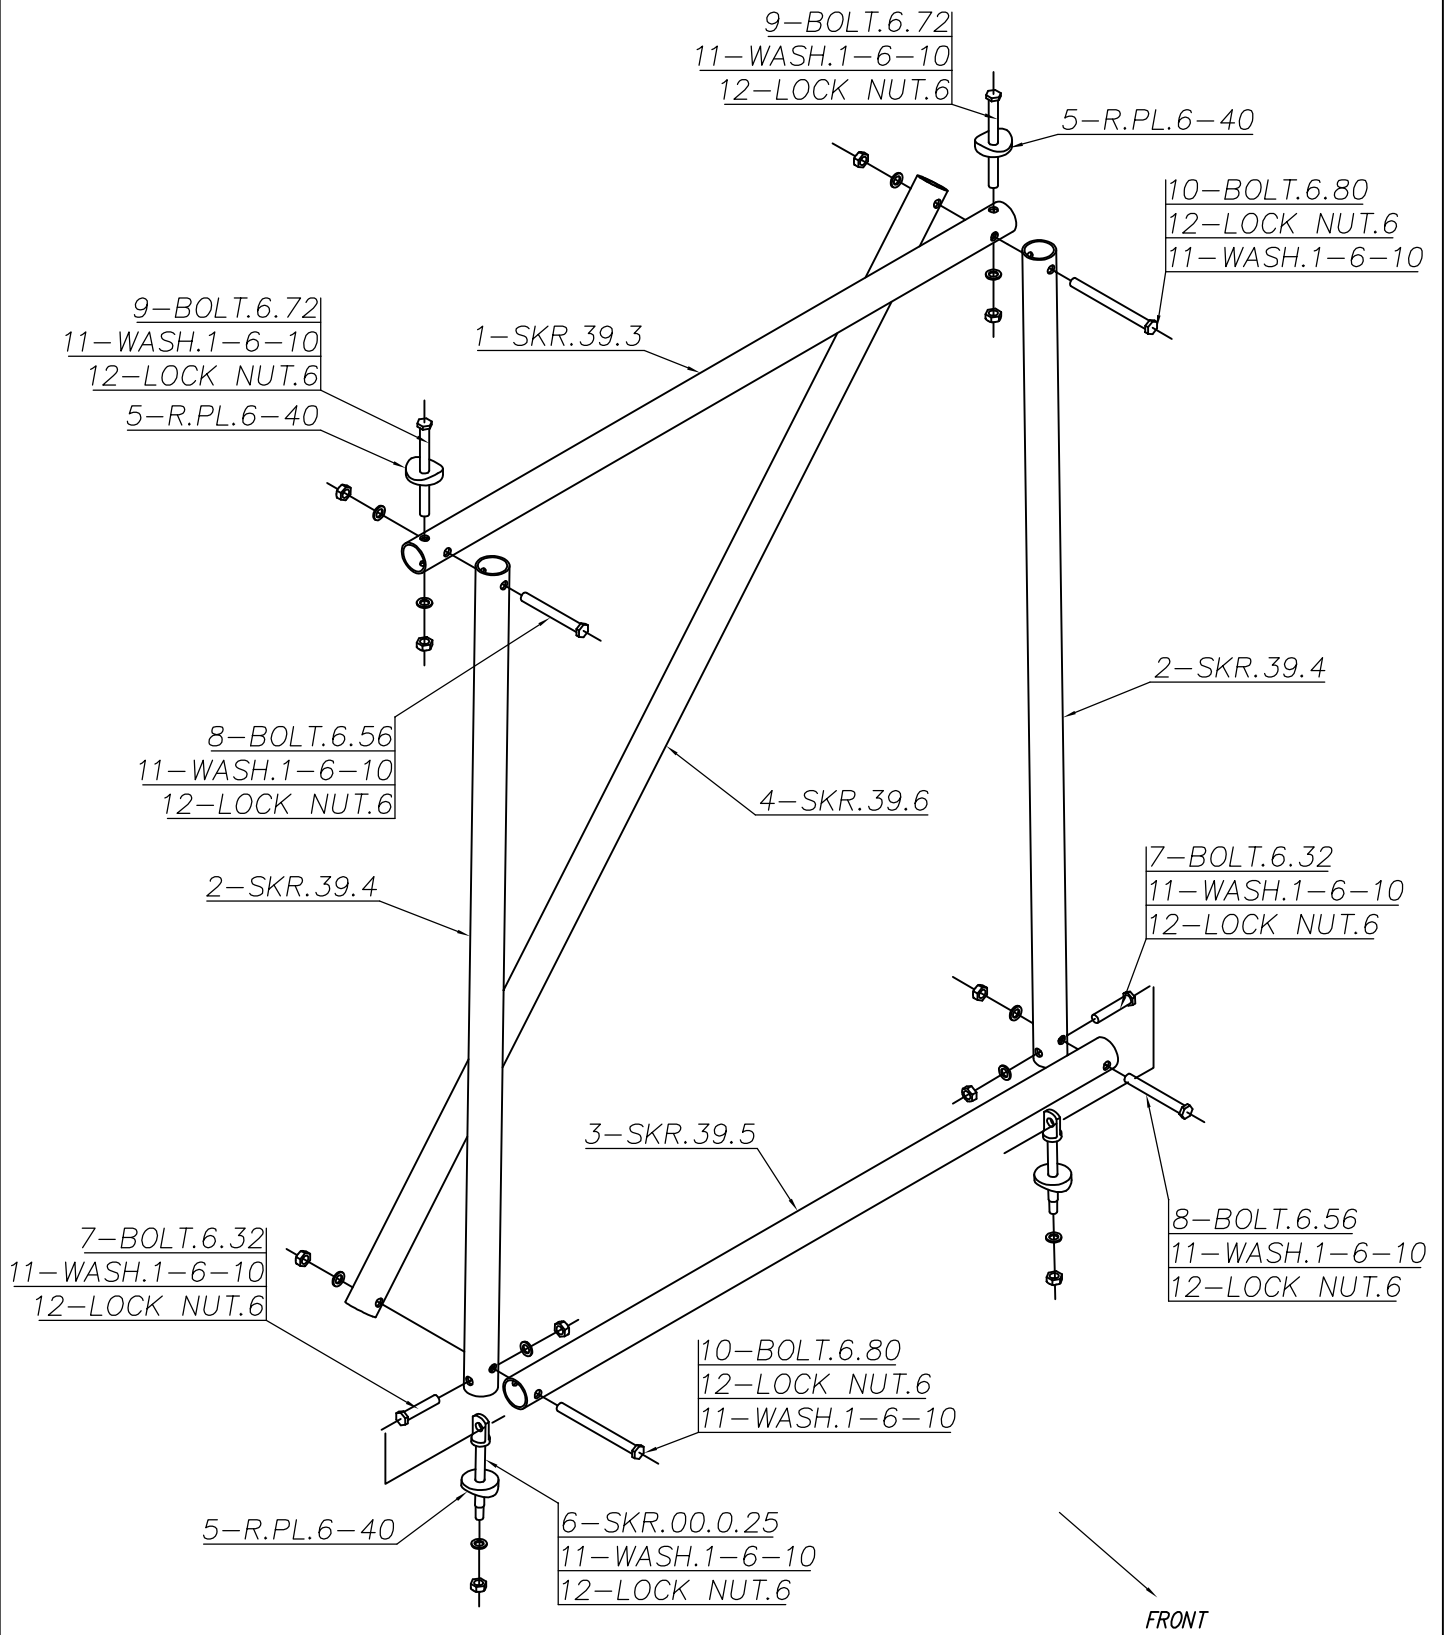 9-BOLT.6.72
11-WASH.1-6-10
12-LOCK NUT.6
5-R.PL.6-40
10-BOLT.6.80
12-LOCK NUT.6
11-WASH.1-6-10
9-BOLT.6.72
11-WASH.1-6-10
12-LOCK NUT.6
5-R.PL.6-40
1-SKR.39.3
2-SKR.39.4
8-BOLT.6.56
11-WASH.1-6-10
12-LOCK NUT.6
4-SKR.39.6
2-SKR.39.4
7-BOLT.6.32
11-WASH.1-6-10
12-LOCK NUT.6
3-SKR.39.5
8-BOLT.6.56
11-WASH.1-6-10
12-LOCK NUT.6
7-BOLT.6.32
11-WASH.1-6-10
12-LOCK NUT.6
10-BOLT.6.80
12-LOCK NUT.6
11-WASH.1-6-10
5-R.PL.6-40
6-SKR.00.0.25
11-WASH.1-6-10
12-LOCK NUT.6
FRONT